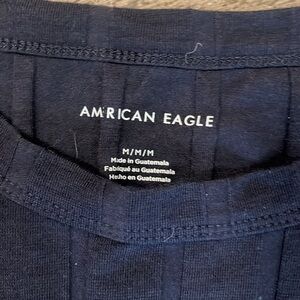 AMERICAN EAGLE
M/M/M
Made in Guatemala
Fabriqué au Guatemala
Hecho en Guatemala